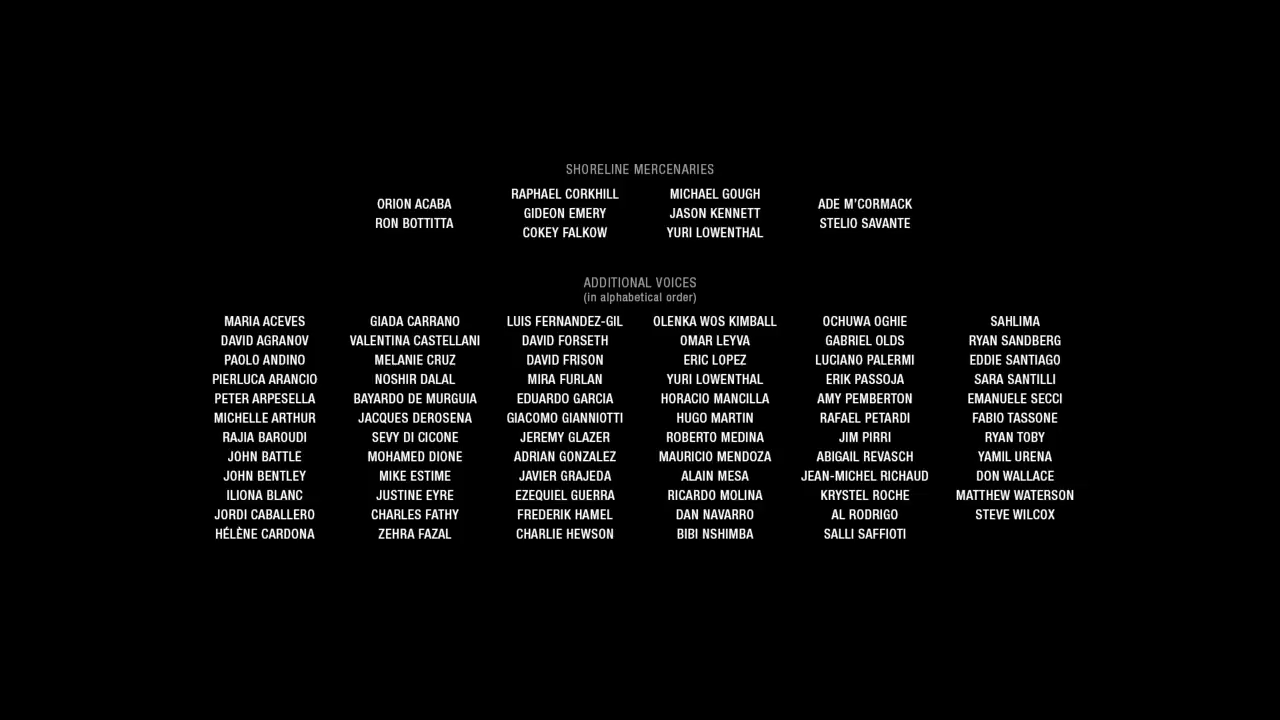 SHORELINE MERCENARIES
ORION ACABA
RON BOTTITTA
RAPHAEL CORKHILL
GIDEON EMERY
COKEY FALKOW
MICHAEL GOUGH
JASON KENNETT
YURI LOWENTHAL
ADE M'CORMACK
STELIO SAVANTE
ADDITIONAL VOICES
(in alphabetical order)
MARIA ACEVES
DAVID AGRANOV
PAOLO ANDINO
PIERLUCA ARANCIO
PETER ARPESELLA
MICHELLE ARTHUR
RAJIA BAROUDI
JOHN BATTLE
JOHN BENTLEY
ILIONA BLANC
JORDI CABALLERO
HÉLÈNE CARDONA
GIADA CARRANO
VALENTINA CASTELLANI
MELANIE CRUZ
NOSHIR DALAL
BAYARDO DE MURGUIA
JACQUES DEROSENA
SEVY DI CICONE
MOHAMED DIONE
MIKE ESTIME
JUSTINE EYRE
CHARLES FATHY
ZEHRA FAZAL
LUIS FERNANDEZ-GIL
DAVID FORSETH
DAVID FRISON
MIRA FURLAN
EDUARDO GARCIA
GIACOMO GIANNIOTTI
JEREMY GLAZER
ADRIAN GONZALEZ
JAVIER GRAJEDA
EZEQUIEL GUERRA
FREDERIK HAMEL
CHARLIE HEWSON
OLENKA WOS KIMBALL
OMAR LEYVA
ERIC LOPEZ
YURI LOWENTHAL
HORACIO MANCILLA
HUGO MARTIN
ROBERTO MEDINA
MAURICIO MENDOZA
ALAIN MESA
RICARDO MOLINA
DAN NAVARRO
BIBI NSHIMBA
OCHUWA OGHIE
GABRIEL OLDS
LUCIANO PALERMI
ERIK PASSOJA
AMY PEMBERTON
RAFAEL PETARDI
JIM PIRRI
ABIGAIL REVASCH
JEAN-MICHEL RICHAUD
KRYSTEL ROCHE
AL RODRIGO
SALLI SAFFIOTI
SAHLIMA
RYAN SANDBERG
EDDIE SANTIAGO
SARA SANTILLI
EMANUELE SECCI
FABIO TASSONE
RYAN TOBY
YAMIL URENA
DON WALLACE
MATTHEW WATERSON
STEVE WILCOX